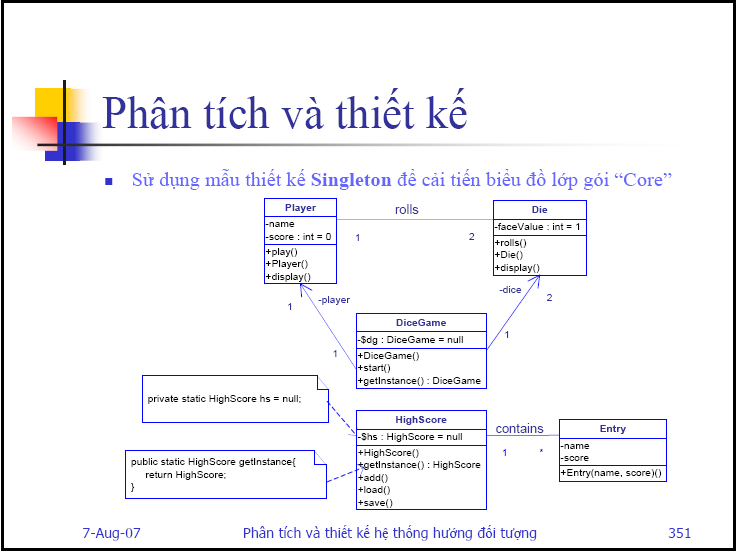 Phân tích và thiết kế
Sử dụng mẫu thiết kế Singleton để cải tiến biểu đồ lớp gói “Core”
Player
-name
-score : int = 0
+play()
+Player()
+display()
rolls
1
2
Die
-faceValue : int = 1
+rolls()
+Die()
+display()
-player
1
1
-dice
2
1
DiceGame
-$dg : DiceGame = null
+DiceGame()
+start()
+getInstance() : DiceGame
private static HighScore hs = null;
HighScore
-$hs : HighScore = null
+HighScore()
+getInstance() : HighScore
+add()
+load()
+save()
contains
1
*
Entry
-name
-score
+Entry(name, score)()
public static HighScore getInstance{
return HighScore;
}
7-Aug-07
Phân tích và thiết kế hệ thống hướng đối tượng
351